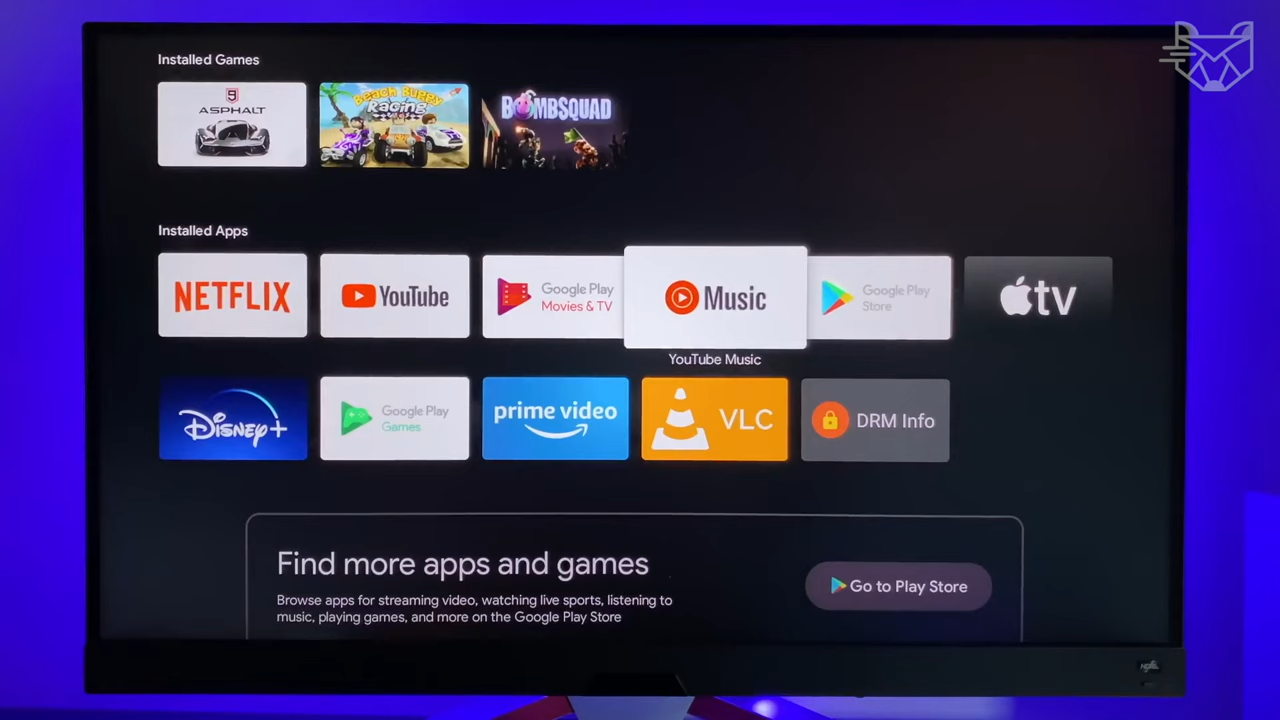 Installed Games
9
ASPHALT
Beach Buggy
Racing
BOMBSQUAD
Installed Apps
NETFLIX
YouTube
Google Play
Movies & TV
Music
Google Play
Store
tv
YouTube Music
Disney+
Google Play
Games
prime video
VLC
DRM Info
Find more apps and games
Browse apps for streaming video, watching live sports, listening to
music, playing games, and more on the Google Play Store
Go to Play Store